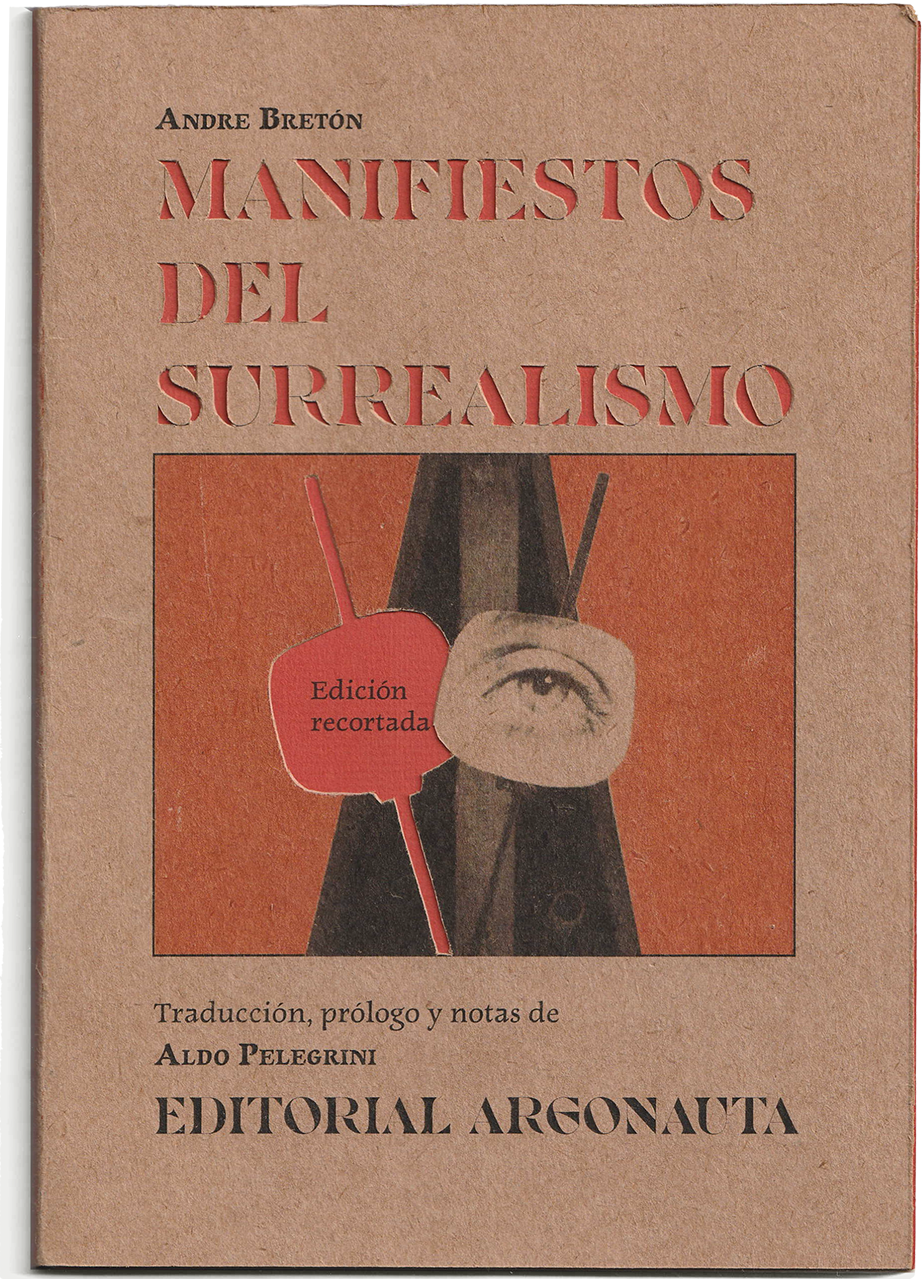 ANDRE BRETÓN
MANIFIESTOS
DEL
SURREALISMO
Edición
recortada
Traducción, prólogo y notas de
ALDO PELEGRINI
EDITORIAL ARGONAUTA